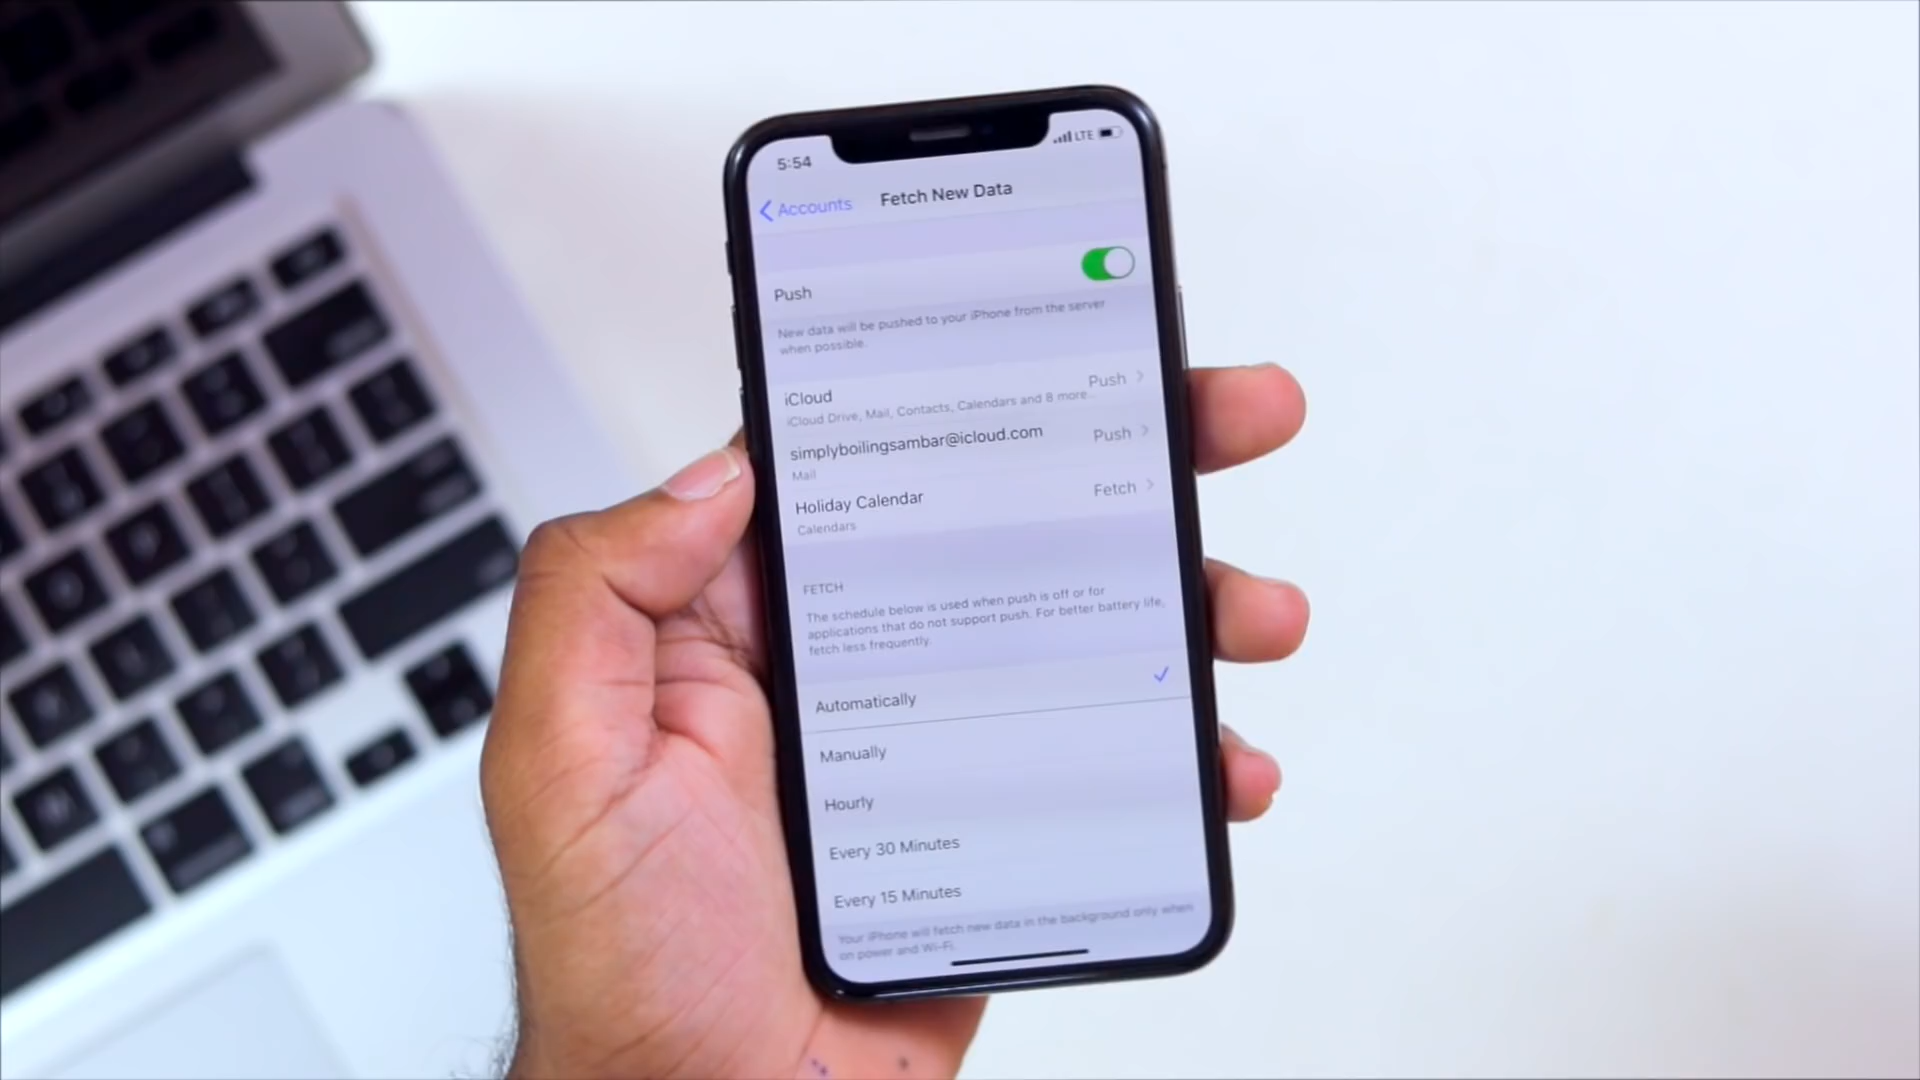 5:54
LTE
Accounts
Fetch New Data
Push
New data will be pushed to your iPhone from the server
when possible.
iCloud
Push
iCloud Drive, Mail, Contacts, Calendars and 8 more...
simplyboilingsambar@icloud.com
Push
Mail
Holiday Calendar
Fetch
Calendars
FETCH
The schedule below is used when push is off or for
applications that do not support push. For better battery life,
fetch less frequently.
Automatically
Manually
Hourly
Every 30 Minutes
Every 15 Minutes
Your iPhone will fetch new data in the background only when
on power and Wi-Fi.